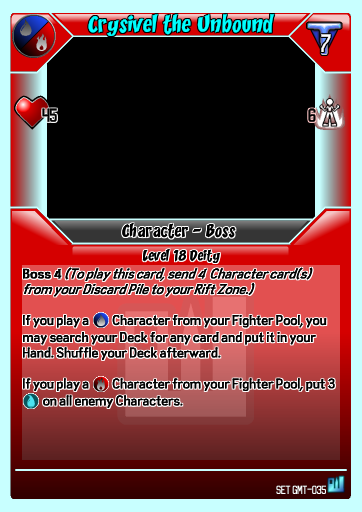 Crysivel the Unbound
7
45
6
Character - Boss
Level 18 Deity
Boss 4 (To play this card, send 4 Character card(s)
from your Discard Pile to your Rift Zone.)
If you play a Character from your Fighter Pool, you
may search your Deck for any card and put it in your
Hand. Shuffle your Deck afterward.
If you play a Character from your Fighter Pool, put 3
on all enemy Characters.
SET GMT-035